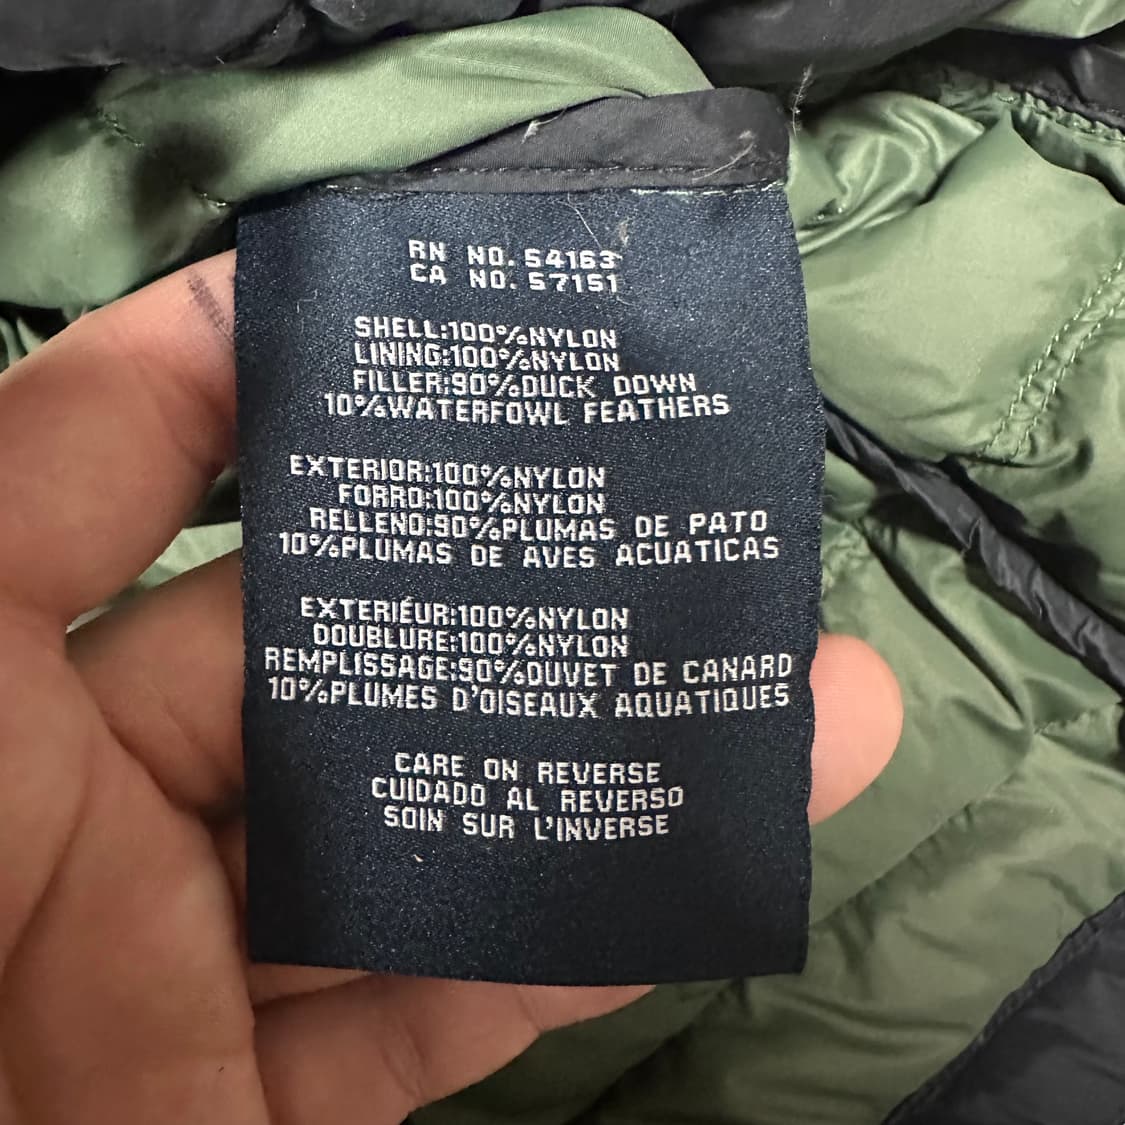 RN NO. 54163
CA NO. 57151
SHELL:100%NYLON
LINING:100%NYLON
FILLER:90%DUCK DOWN
10%WATERFOWL FEATHERS
EXTERIOR:100%NYLON
FORRO:100%NYLON
RELLENO:90%PLUMAS DE PATO
10%PLUMAS DE AVES ACUATICAS
EXTERIÉUR:100%NYLON
DOUBLURE:100%NYLON
REMPLISSAGE:90%DUVET DE CANARD
10%PLUMES D'OISEAUX AQUATIQUES
CARE ON REVERSE
CUIDADO AL REVERSO
SOIN SUR L'INVERSE